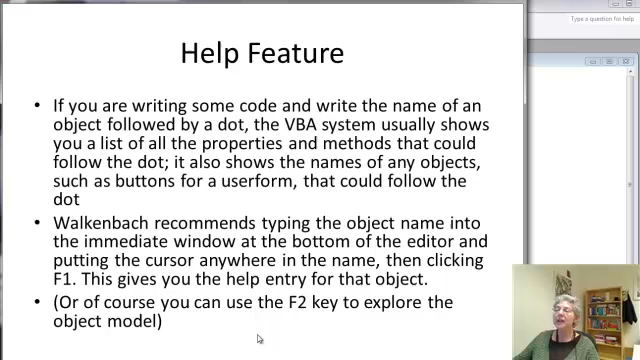 Type a question for help
Help Feature
• If you are writing some code and write the name of an
object followed by a dot, the VBA system usually shows
you a list of all the properties and methods that could
follow the dot; it also shows the names of any objects,
such as buttons for a userform, that could follow the
dot
• Walkenbach recommends typing the object name into
the immediate window at the bottom of the editor and
putting the cursor anywhere in the name, then clicking
F1. This gives you the help entry for that object.
• (Or of course you can use the F2 key to explore the
object model)